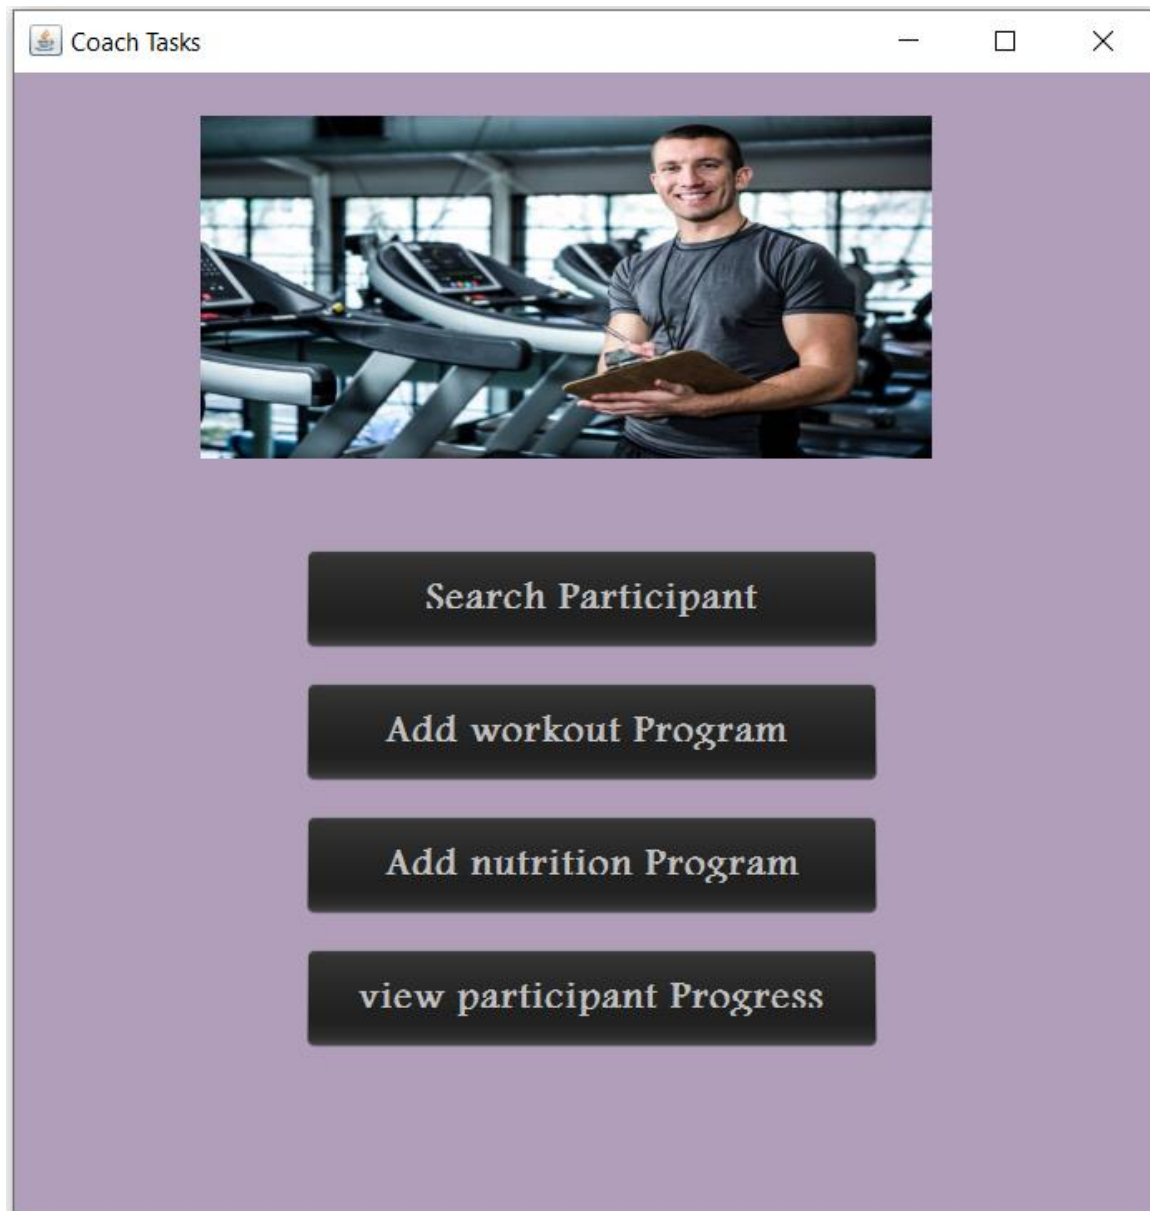 Coach Tasks
Search Participant
Add workout Program
Add nutrition Program
view participant Progress